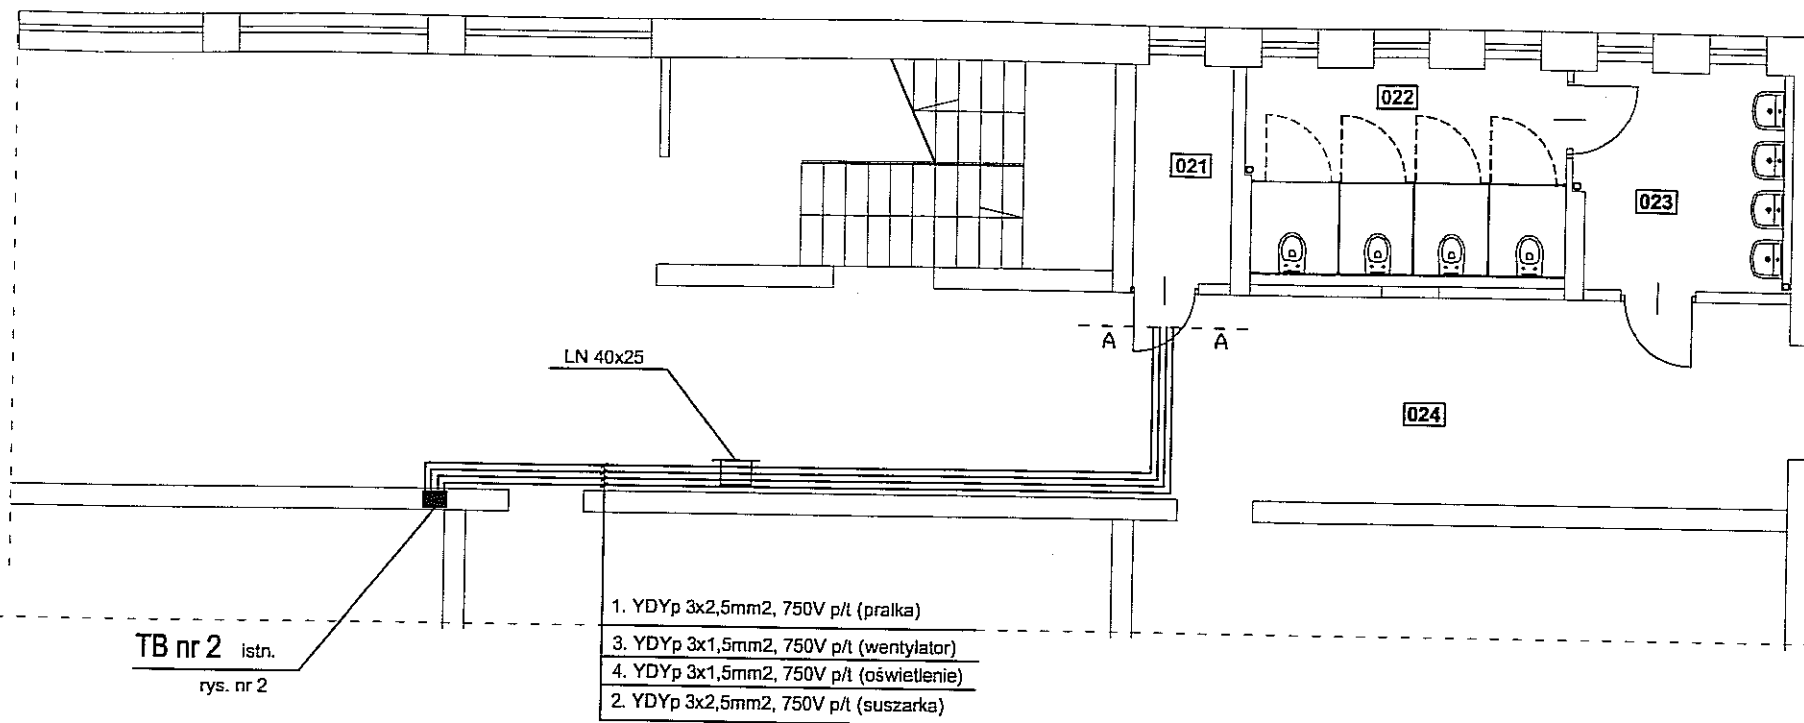 022
021
023
A
A
LN 40x25
024
1. YDYp 3x2,5mm2, 750V p/t (pralka)
3. YDYp 3x1,5mm2, 750V p/t (wentylator)
4. YDYp 3x1,5mm2, 750V p/t (oświetlenie)
2. YDYp 3x2,5mm2, 750V p/t (suszarka)
TB nr 2 istn.
rys. nr 2